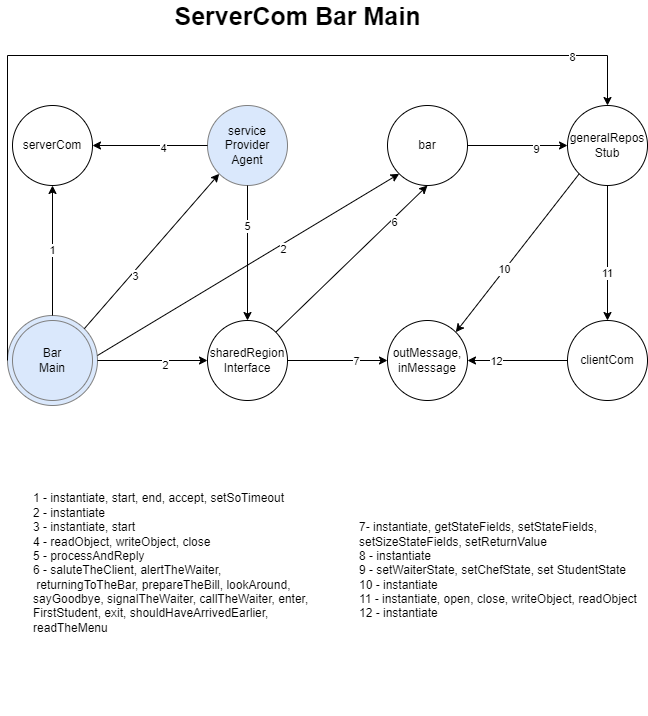 ServerCom Bar Main
8
serverCom
4
service
Provider
Agent
bar
9
generalRepos
Stub
1
3
5
2
6
10
11
Bar
Main
2
sharedRegion
Interface
7
outMessage,
inMessage
12
clientCom
1 - instantiate, start, end, accept, setSoTimeout
2 - instantiate
3 - instantiate, start
4 - readObject, writeObject, close
5 - processAndReply
6 - saluteTheClient, alertTheWaiter,
returningToTheBar, prepareTheBill, lookAround,
sayGoodbye, signalTheWaiter, callTheWaiter, enter,
FirstStudent, exit, shouldHaveArrivedEarlier,
readTheMenu
7- instantiate, getStateFields, setStateFields,
setSizeStateFields, setReturnValue
8 - instantiate
9 - setWaiterState, setChefState, set StudentState
10 - instantiate
11 - instantiate, open, close, writeObject, readObject
12 - instantiate